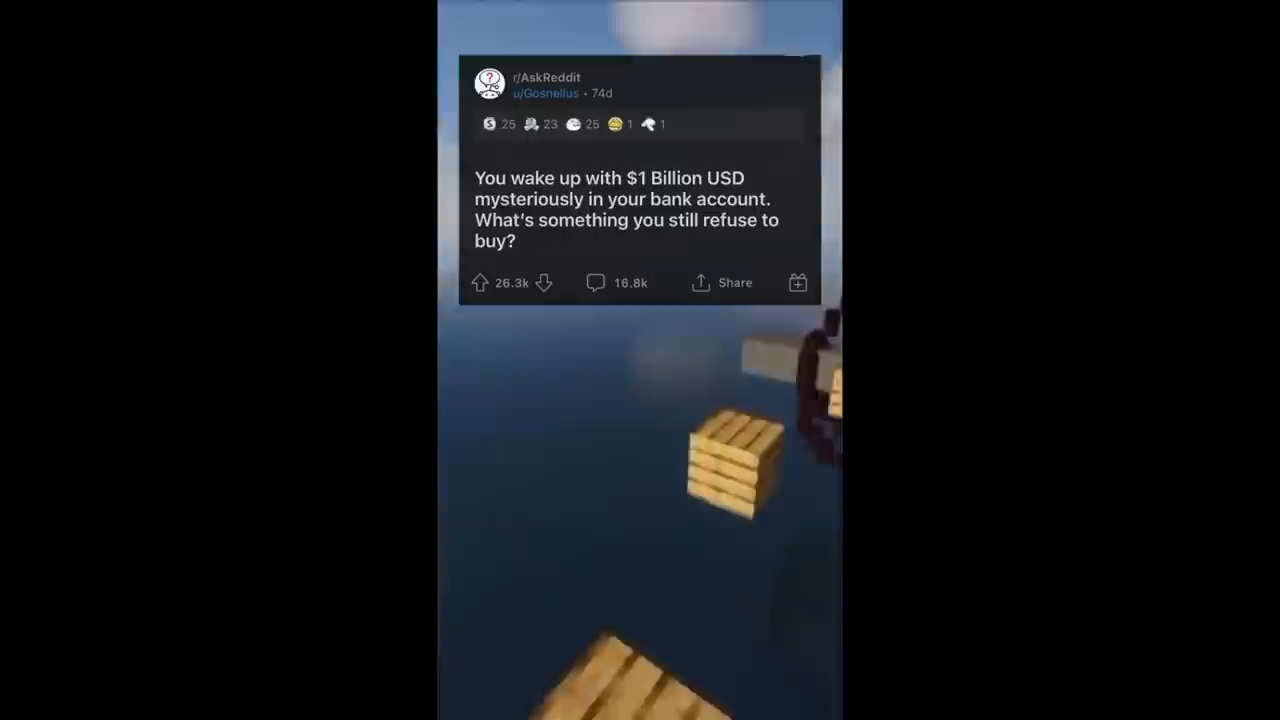 r/AskReddit
u/Gosnellus • 74d
25 23 25 1 1
You wake up with $1 Billion USD
mysteriously in your bank account.
What's something you still refuse to
buy?
26.3k 16.8k Share